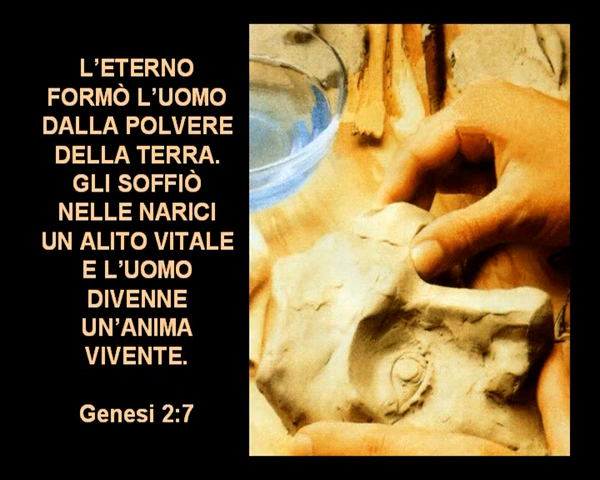 L’ETERNO
FORMÒ L’UOMO
DALLA POLVERE
DELLA TERRA.
GLI SOFFIÒ
NELLE NARICI
UN ALITO VITALE
E L’UOMO
DIVENNE
UN’ANIMA
VIVENTE.
Genesi 2:7